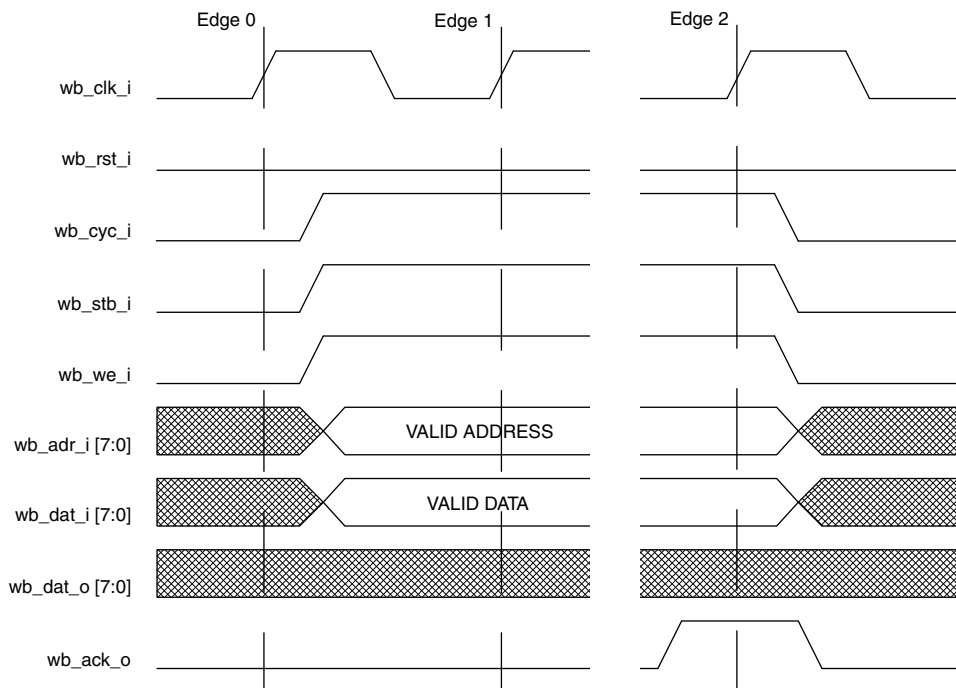 Edge 0 Edge 1 Edge 2
wb_clk_i
wb_rst_i
wb_cyc_i
wb_stb_i
wb_we_i
wb_adr_i [7:0] VALID ADDRESS
wb_dat_i [7:0] VALID DATA
wb_dat_o [7:0]
wb_ack_o